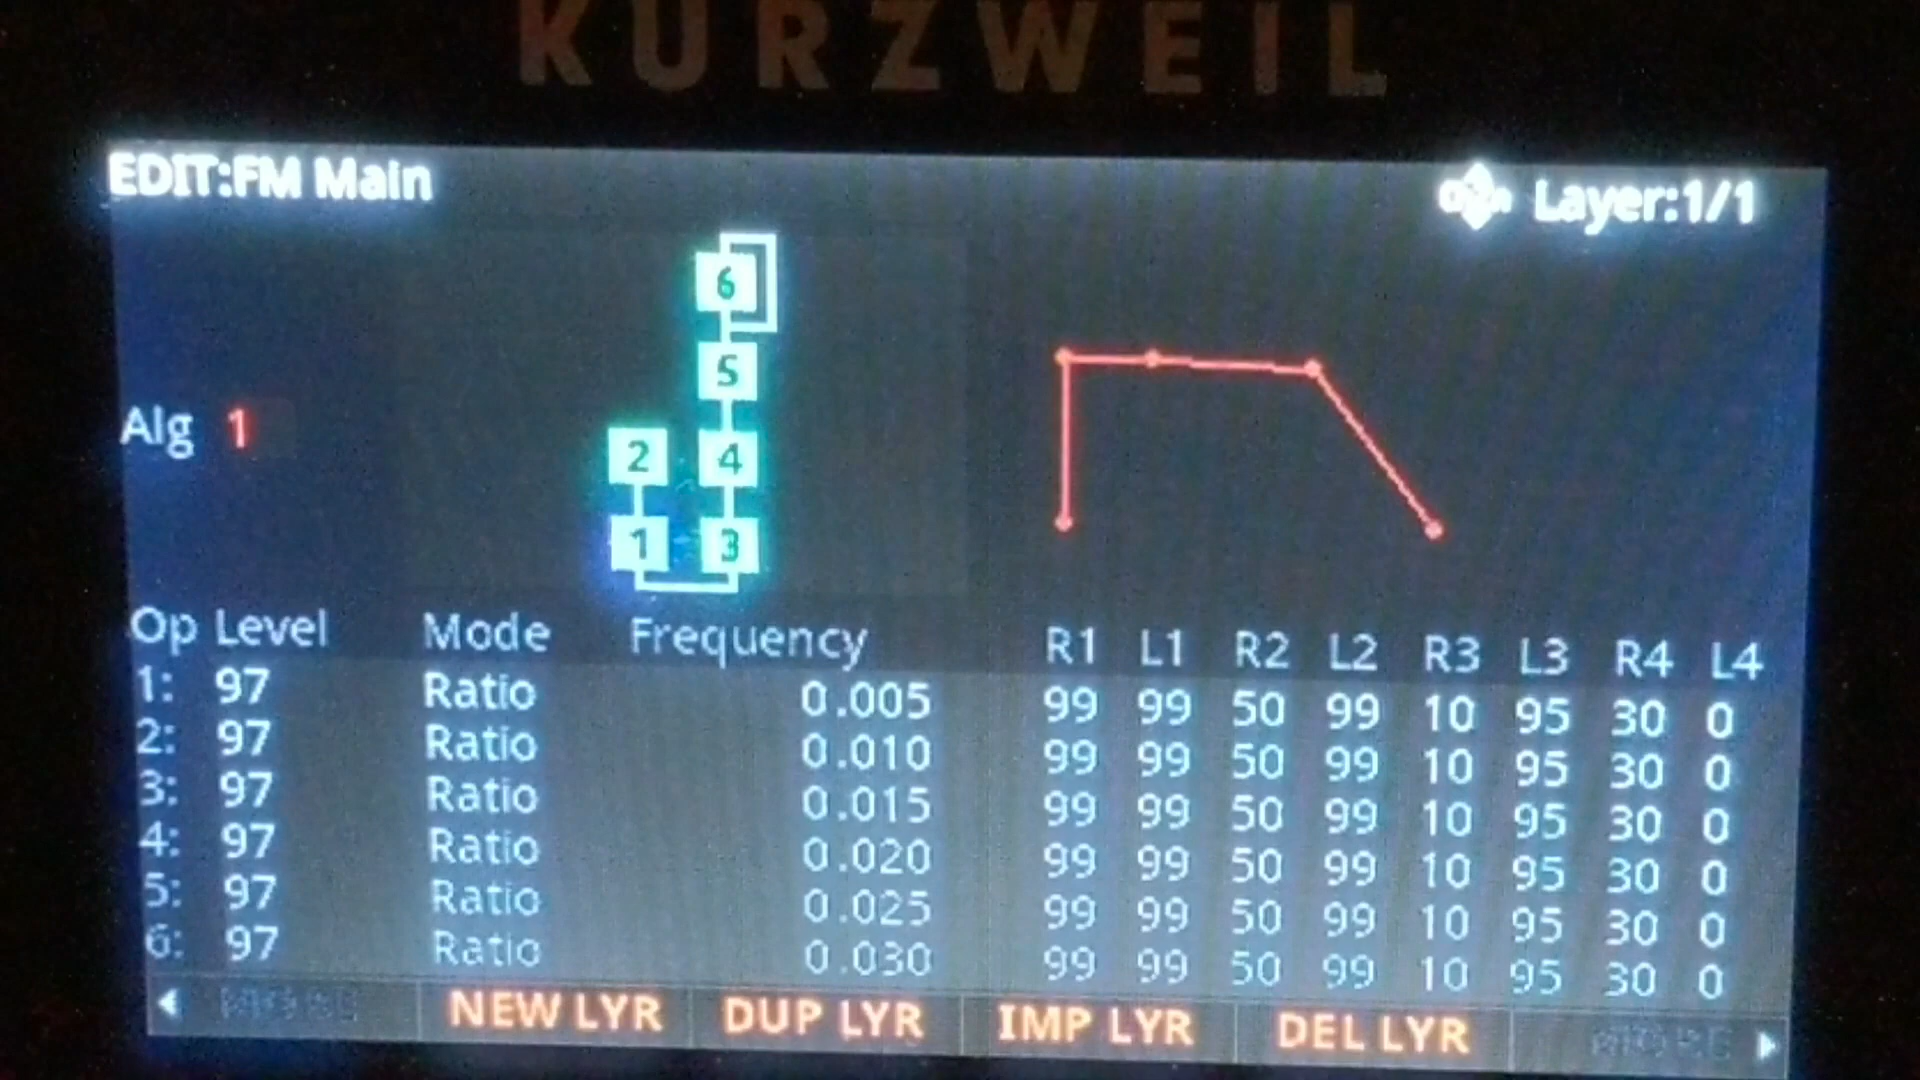 KURZWEIL
EDIT:FM Main
Layer:1/1
6
5
Alg 1
2 4
1 3
Op Level Mode Frequency R1 L1 R2 L2 R3 L3 R4 L4
1: 97 Ratio 0.005 99 99 50 99 10 95 30 0
2: 97 Ratio 0.010 99 99 50 99 10 95 30 0
3: 97 Ratio 0.015 99 99 50 99 10 95 30 0
4: 97 Ratio 0.020 99 99 50 99 10 95 30 0
5: 97 Ratio 0.025 99 99 50 99 10 95 30 0
6: 97 Ratio 0.030 99 99 50 99 10 95 30 0
NEW LYR DUP LYR IMP LYR DEL LYR